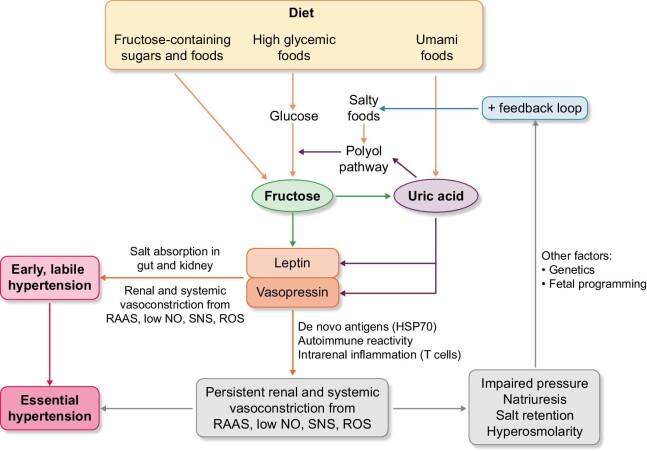 Diet
Fructose-containing
sugars and foods
High glycemic
foods
Umami
foods
Glucose
Salty
foods
+ feedback loop
Polyol
pathway
Fructose
Uric acid
Early, labile
hypertension
Salt absorption in
gut and kidney
Renal and systemic
vasoconstriction from
RAAS, low NO, SNS, ROS
Leptin
Vasopressin
Other factors:
• Genetics
• Fetal programming
De novo antigens (HSP70)
Autoimmune reactivity
Intrarenal inflammation (T cells)
Essential
hypertension
Persistent renal and systemic
vasoconstriction from
RAAS, low NO, SNS, ROS
Impaired pressure
Natriuresis
Salt retention
Hyperosmolarity